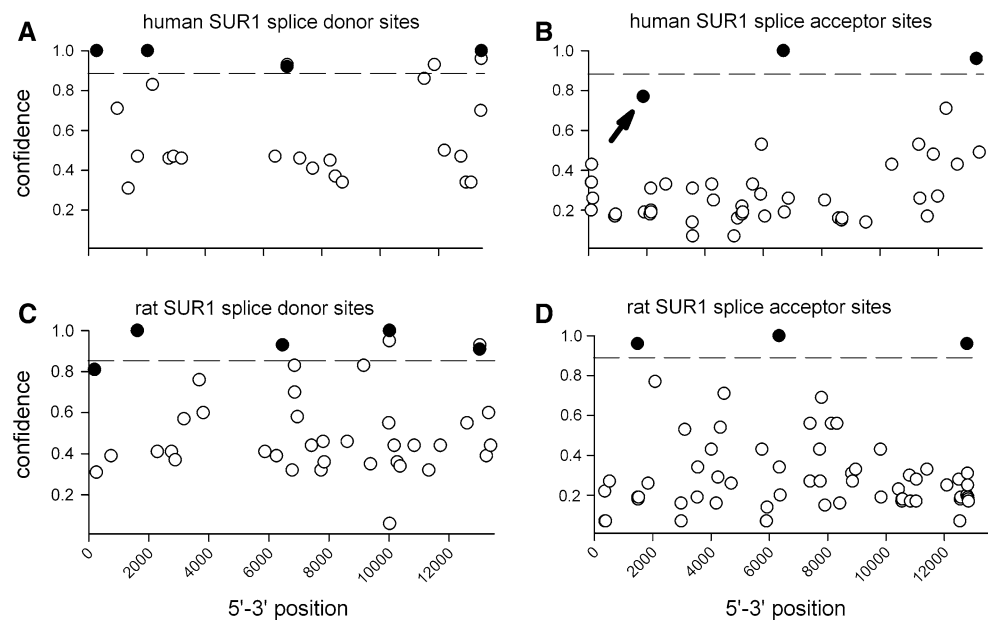 A
human SUR1 splice donor sites
1.0
0.8
0.6
0.4
0.2
confidence
B
human SUR1 splice acceptor sites
1.0
0.8
0.6
0.4
0.2
C
rat SUR1 splice donor sites
1.0
0.8
0.6
0.4
0.2
confidence
0
2000
4000
6000
8000
10000
12000
5'-3' position
D
rat SUR1 splice acceptor sites
1.0
0.8
0.6
0.4
0.2
0
2000
4000
6000
8000
10000
12000
5'-3' position